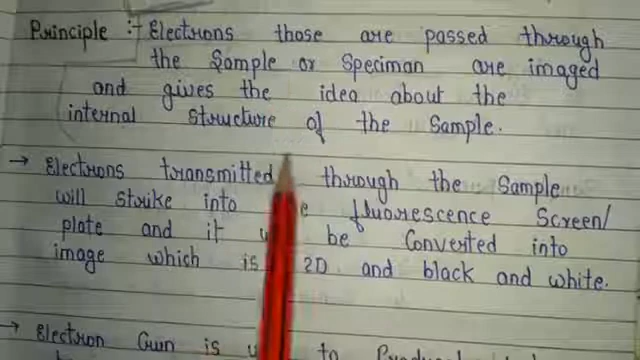 Principle :- Electrons those are passed through
the Sample or Speciman are imaged
and gives the idea about the
internal structure of the Sample.
→ Electrons transmitted through the Sample
will strike into fluorescence Screen/
plate and it be Converted into
image which is 2D and black and white.
→ Electron Gun is to